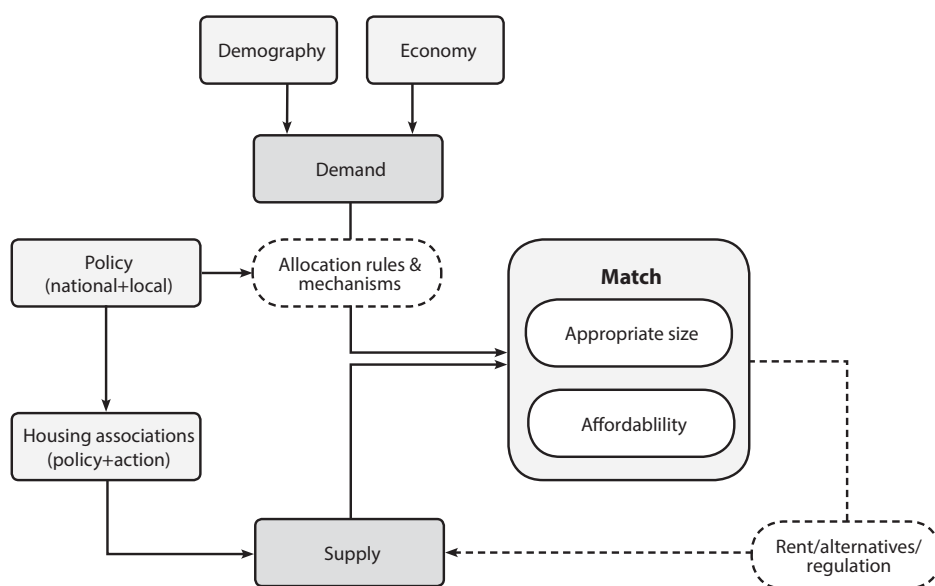 Demography
Economy
Demand
Policy
(national+local)
Allocation rules &
mechanisms
Match
Appropriate size
Affordablility
Housing associations
(policy+action)
Supply
Rent/alternatives/
regulation